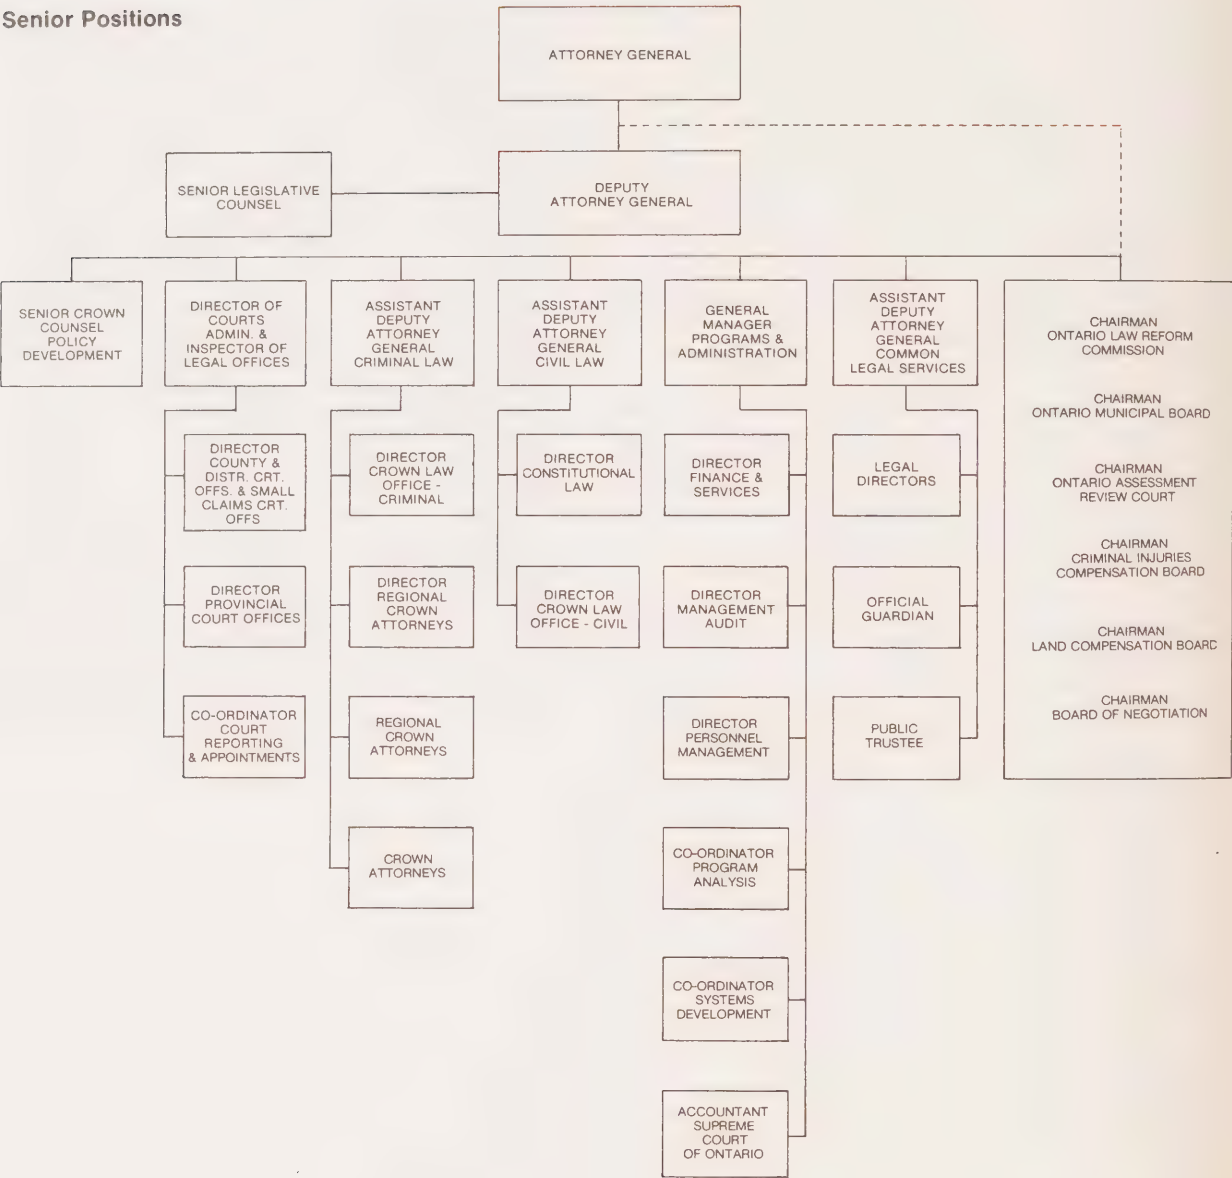 Senior Positions
ATTORNEY GENERAL
SENIOR LEGISLATIVE
COUNSEL
DEPUTY
ATTORNEY GENERAL
SENIOR CROWN
COUNSEL
POLICY
DEVELOPMENT
DIRECTOR OF
COURTS
ADMIN. &
INSPECTOR OF
LEGAL OFFICES
ASSISTANT
DEPUTY
ATTORNEY
GENERAL
CRIMINAL LAW
ASSISTANT
DEPUTY
ATTORNEY
GENERAL
CIVIL LAW
GENERAL
MANAGER
PROGRAMS &
ADMINISTRATION
ASSISTANT
DEPUTY
ATTORNEY
GENERAL
COMMON
LEGAL SERVICES
CHAIRMAN
ONTARIO LAW REFORM
COMMISSION
CHAIRMAN
ONTARIO MUNICIPAL BOARD
CHAIRMAN
ONTARIO ASSESSMENT
REVIEW COURT
CHAIRMAN
CRIMINAL INJURIES
COMPENSATION BOARD
CHAIRMAN
LAND COMPENSATION BOARD
CHAIRMAN
BOARD OF NEGOTIATION
DIRECTOR
COUNTY &
DISTR. CRT.
OFFS. & SMALL
CLAIMS CRT.
OFFS
DIRECTOR
CROWN LAW
OFFICE -
CRIMINAL
DIRECTOR
CONSTITUTIONAL
LAW
DIRECTOR
FINANCE &
SERVICES
LEGAL
DIRECTORS
DIRECTOR
PROVINCIAL
COURT OFFICES
DIRECTOR
REGIONAL
CROWN
ATTORNEYS
DIRECTOR
CROWN LAW
OFFICE - CIVIL
DIRECTOR
MANAGEMENT
AUDIT
OFFICIAL
GUARDIAN
CO-ORDINATOR
COURT
REPORTING
& APPOINTMENTS
REGIONAL
CROWN
ATTORNEYS
DIRECTOR
PERSONNEL
MANAGEMENT
PUBLIC
TRUSTEE
CROWN
ATTORNEYS
CO-ORDINATOR
PROGRAM
ANALYSIS
CO-ORDINATOR
SYSTEMS
DEVELOPMENT
ACCOUNTANT
SUPREME
COURT
OF ONTARIO